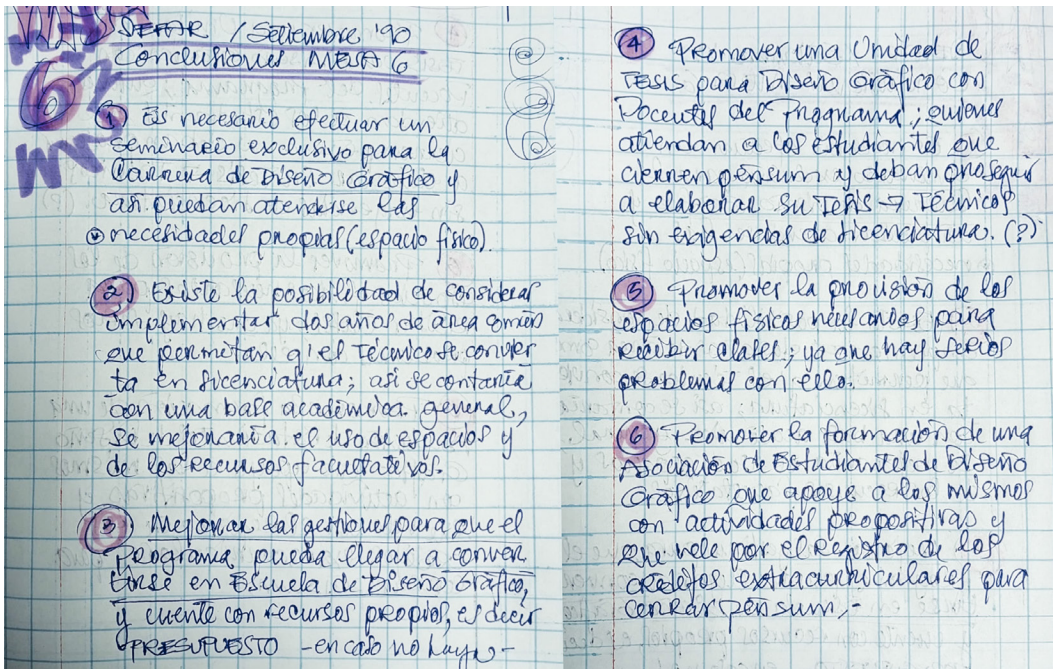 SEFAR / Setiembre '90
Conclusiones MESA 6
6
① Es necesario efectuar un
Seminario exclusivo para la
Carrera de Diseño Gráfico y
así puedan atenderse las
necesidades propias (espacio físico).
② Existe la posibilidad de considerar
implementar dos años de área común
que permitan q' el Técnico se convier
ta en Licenciatura; así se contaría
con una base académica general,
se mejoraría el uso de espacios y
de los recursos facultativos.
③ Mejorar las gestiones para que el
Programa pueda llegar a conver
tirse en Escuela de Diseño Gráfico,
y cuente con recursos propios, es decir
PRESUPUESTO - en caso no haya -
④ Promover una Unidad de
TESIS para Diseño Gráfico con
Docentes del Programa; quienes
atiendan a los estudiantes que
cierren pénsum y deban proseguir
a elaborar su Tesis → Técnicos
sin exigencias de Licenciatura. (?)
⑤ Promover la provisión de los
espacios físicos necesarios para
recibir clases; ya que hay serios
problemas con ello.
⑥ Promover la formación de una
Asociación de Estudiantes de Diseño
Gráfico que apoye a los mismos
con actividades propositivas y
que vele por el Registro de los
créditos extracurriculares para
cerrar pénsum.-